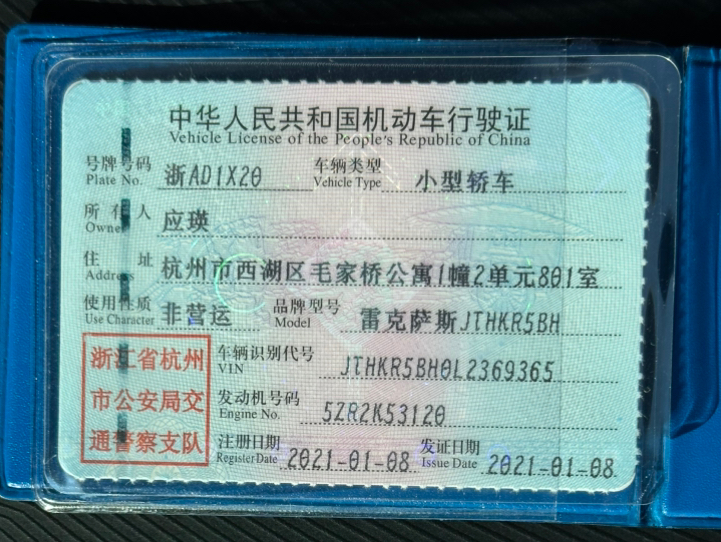 中华人民共和国机动车行驶证
Vehicle License of the People's Republic of China
号牌号码 浙AD1X20 车辆类型 小型轿车
Plate No. Vehicle Type
所有人 应瑛
Owner
住址 杭州市西湖区毛家桥公寓1幢2单元801室
Address
使用性质 非营运 品牌型号 雷克萨斯JTHKR5BH
Use Character Model
浙江省杭州
市公安局交
通警察支队
车辆识别代号 JTHKR5BH0L2369365
VIN
发动机号码 5ZR2K53120
Engine No.
注册日期 2021-01-08 发证日期 2021-01-08
Register Date Issue Date